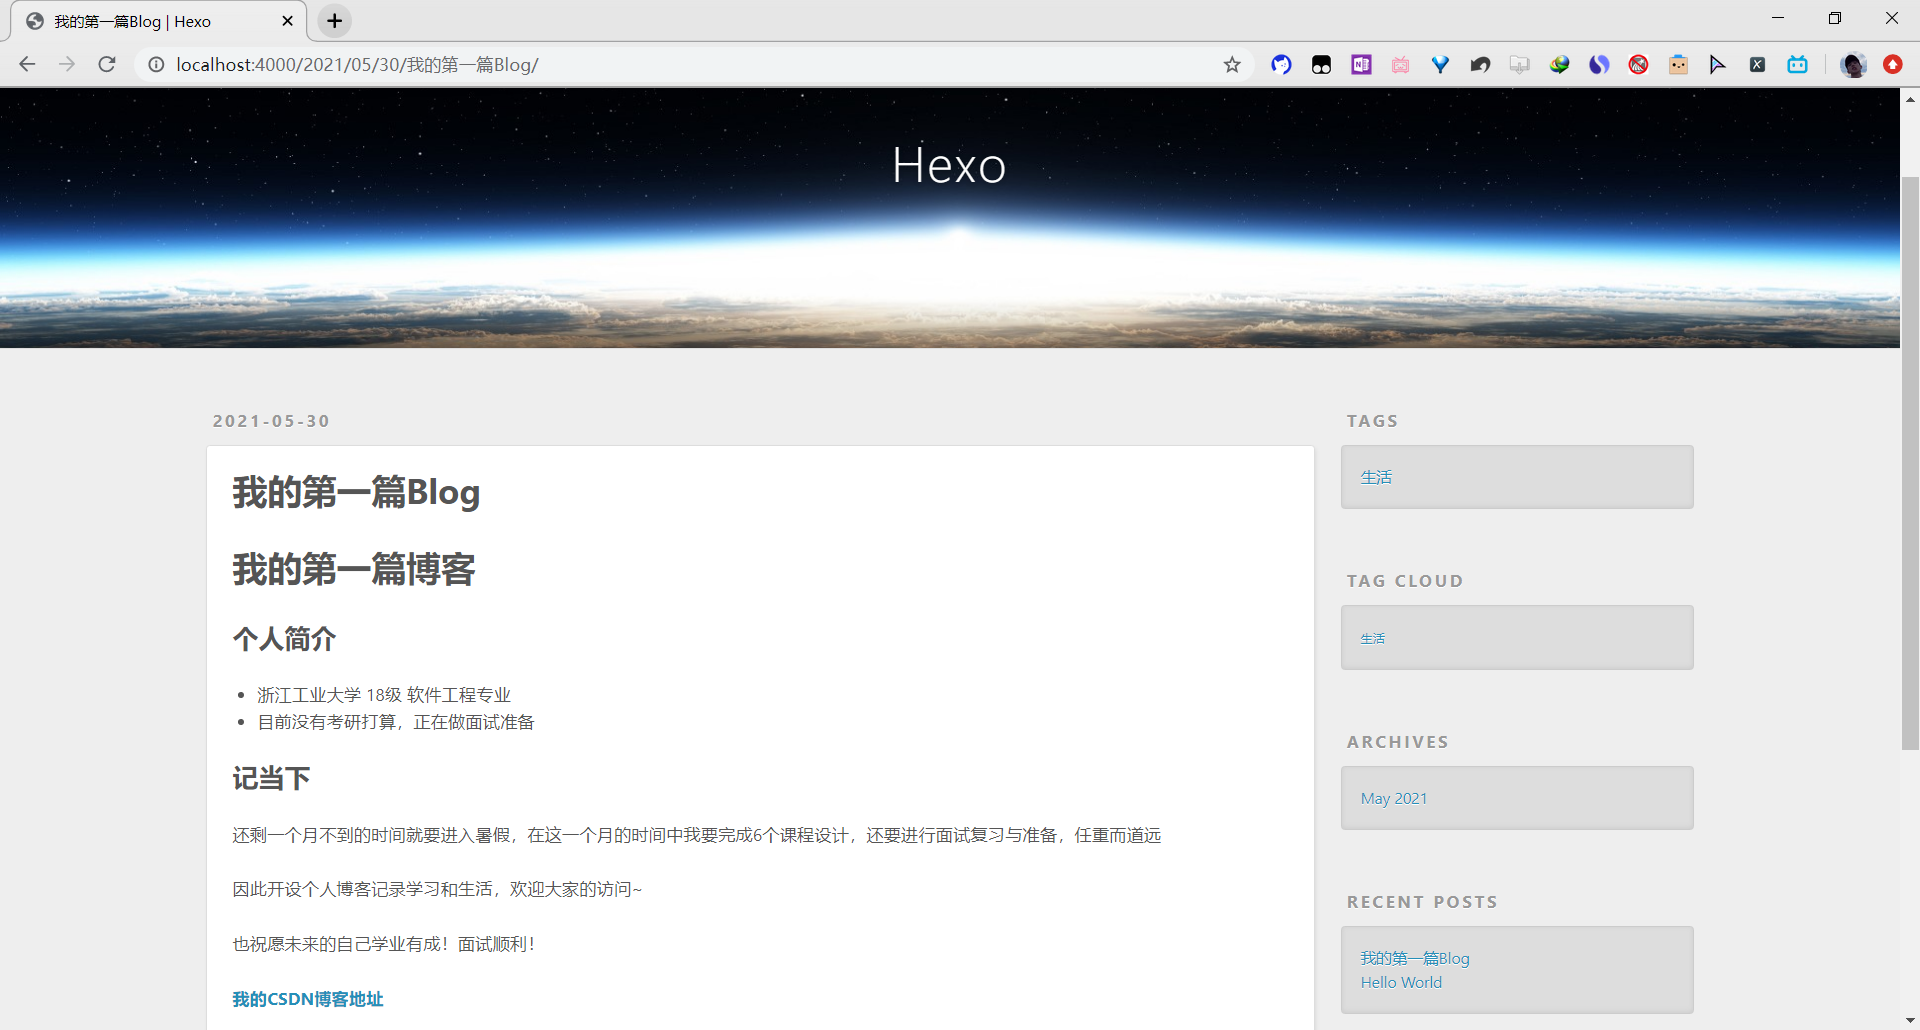 我的第一篇Blog | Hexo
localhost:4000/2021/05/30/我的第一篇Blog/
Hexo
2021-05-30
我的第一篇Blog
我的第一篇博客
个人简介
浙江工业大学 18级 软件工程专业
目前没有考研打算，正在做面试准备
记当下
还剩一个月不到的时间就要进入暑假，在这一个月的时间中我要完成6个课程设计，还要进行面试复习与准备，任重而道远
因此开设个人博客记录学习和生活，欢迎大家的访问~
也祝愿未来的自己学业有成！面试顺利！
我的CSDN博客地址
TAGS
生活
TAG CLOUD
生活
ARCHIVES
May 2021
RECENT POSTS
我的第一篇Blog
Hello World